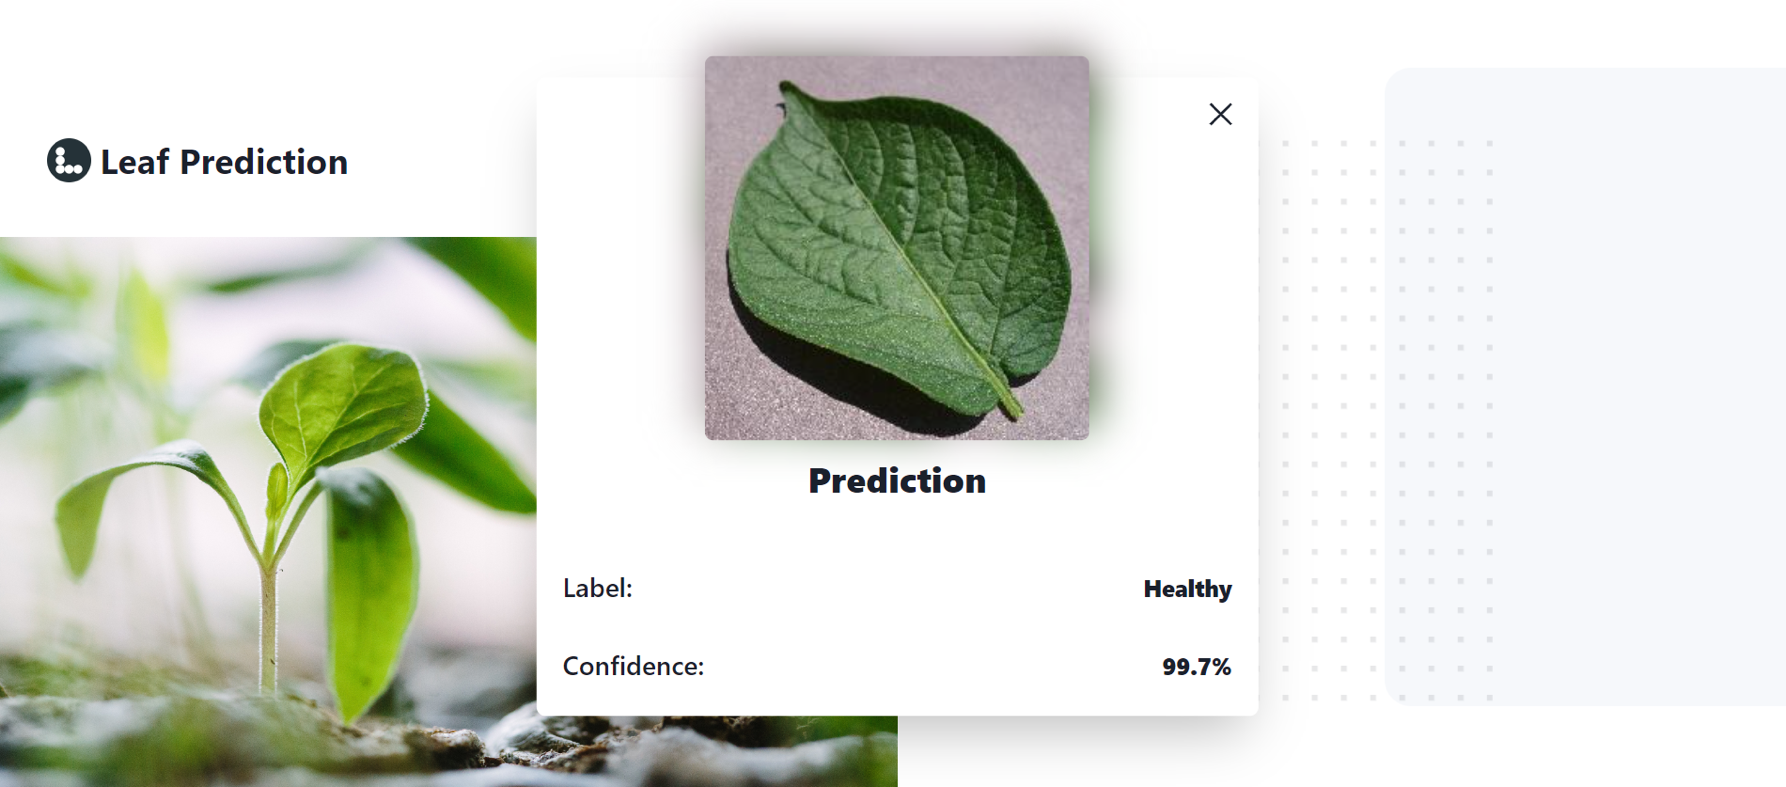 Leaf Prediction
Prediction
Label: Healthy
Confidence: 99.7%